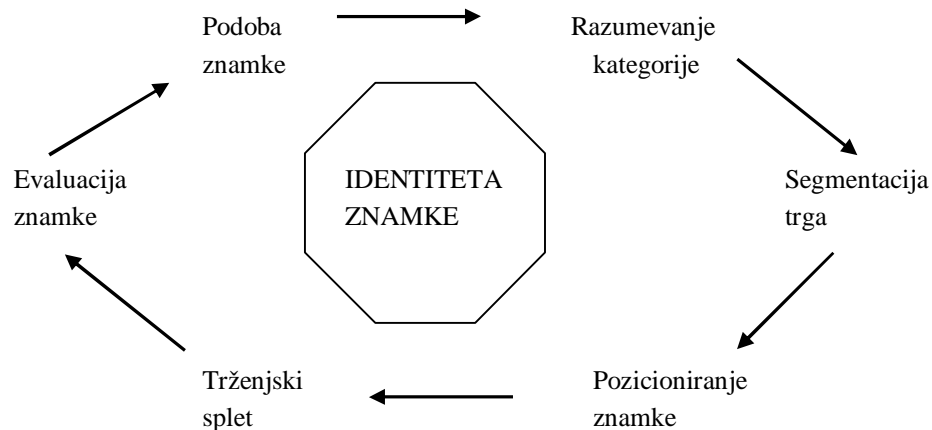 Podoba
znamke
Razumevanje
kategorije
Evaluacija
znamke
IDENTITETA
ZNAMKE
Segmentacija
trga
Trženjski
splet
Pozicioniranje
znamke